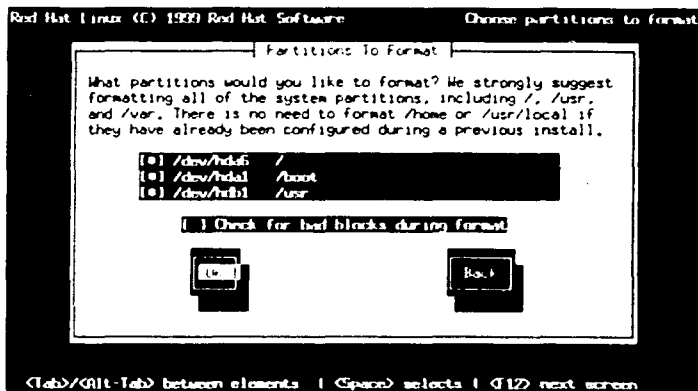 Red Hat Linux (C) 1999 Red Hat Software Choose partitions to format
Partitions To Format
What partitions would you like to format? We strongly suggest
formatting all of the system partitions, including /, /usr,
and /var. There is no need to format /home or /usr/local if
they have already been configured during a previous install.
[*] /dev/hda6 /
[*] /dev/hda1 /boot
[*] /dev/hdb1 /usr
[ ] Check for bad blocks during format
Ok Back
<Tab>/<Alt-Tab> between elements | <Space> selects | <F12> next screen